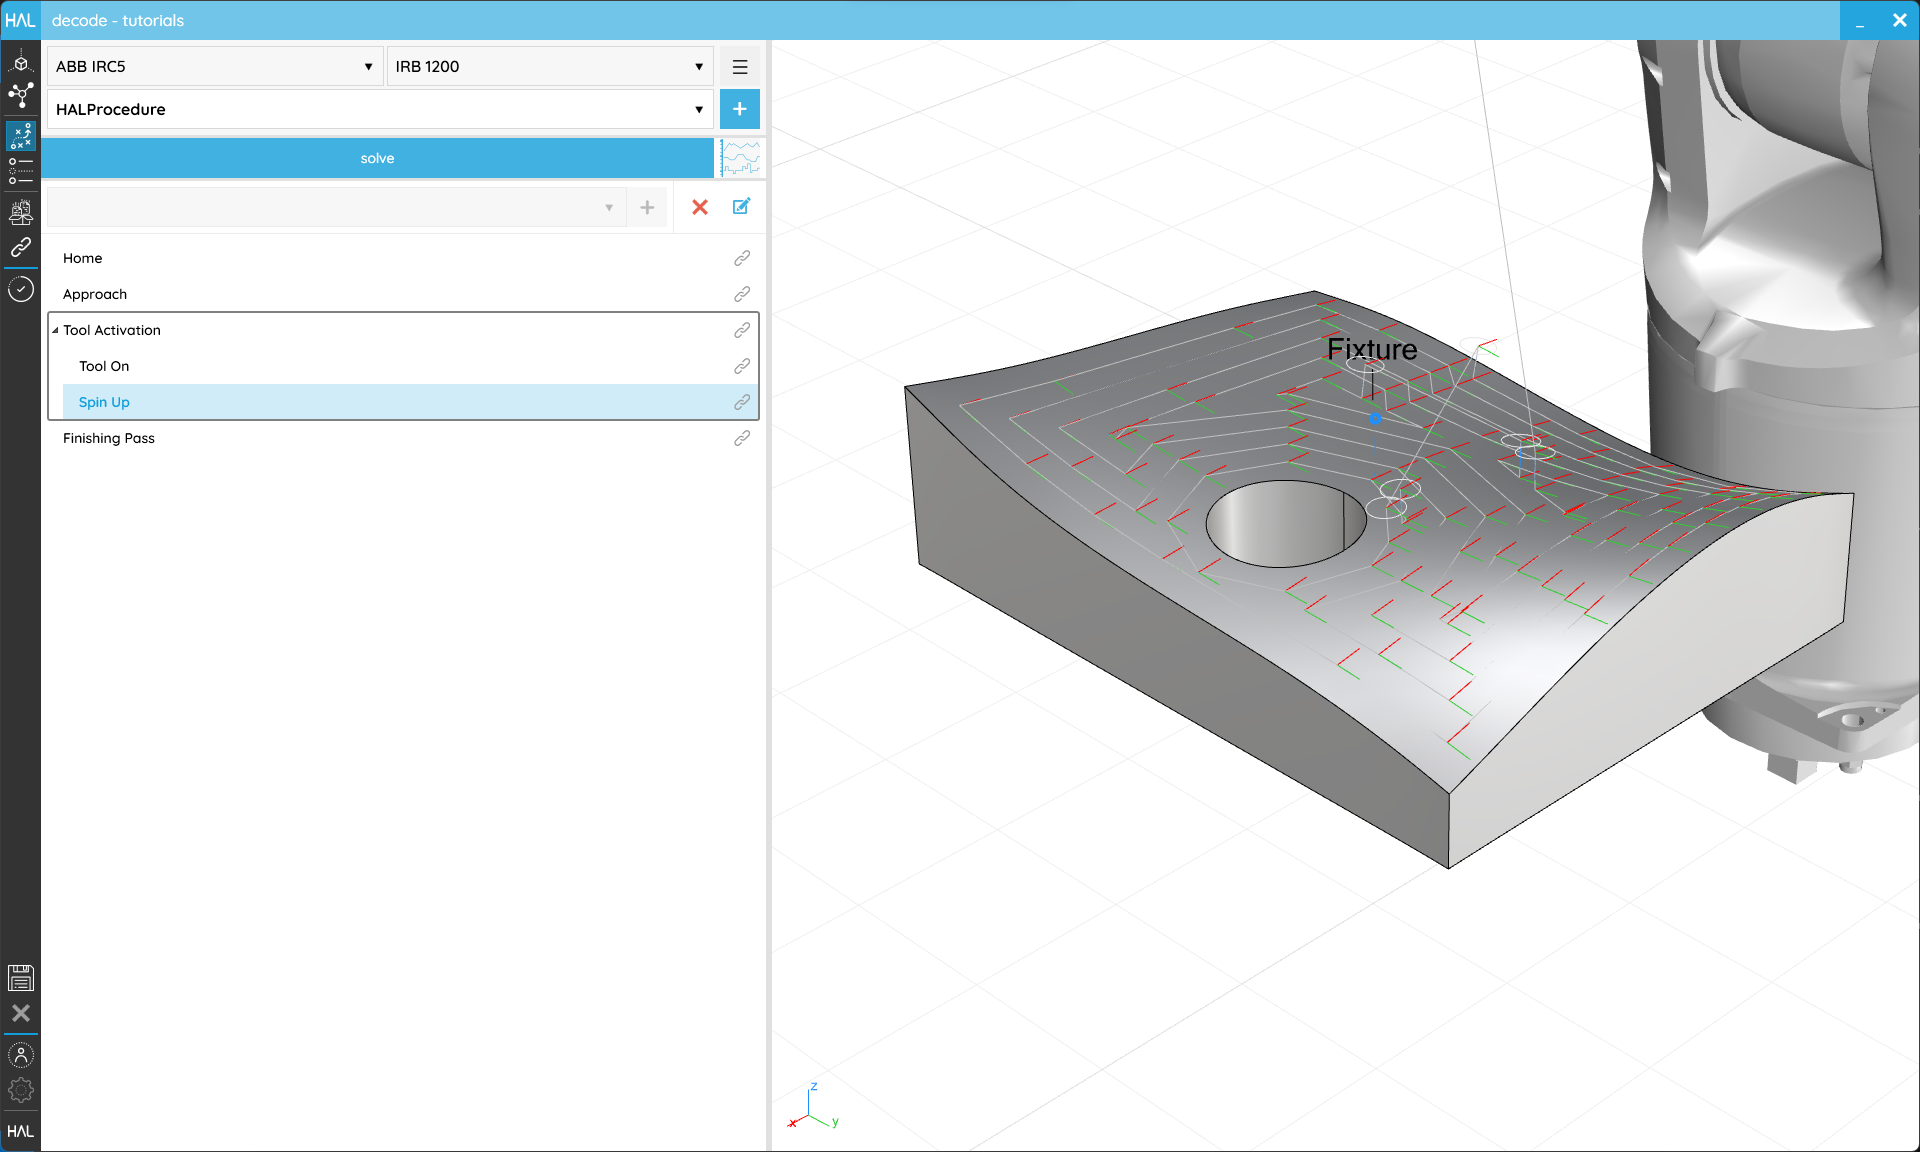 HAL decode - tutorials
ABB IRC5 IRB 1200
HALProcedure
solve
Home
Approach
Tool Activation
Tool On
Spin Up
Finishing Pass
Fixture
z
x y
HAL